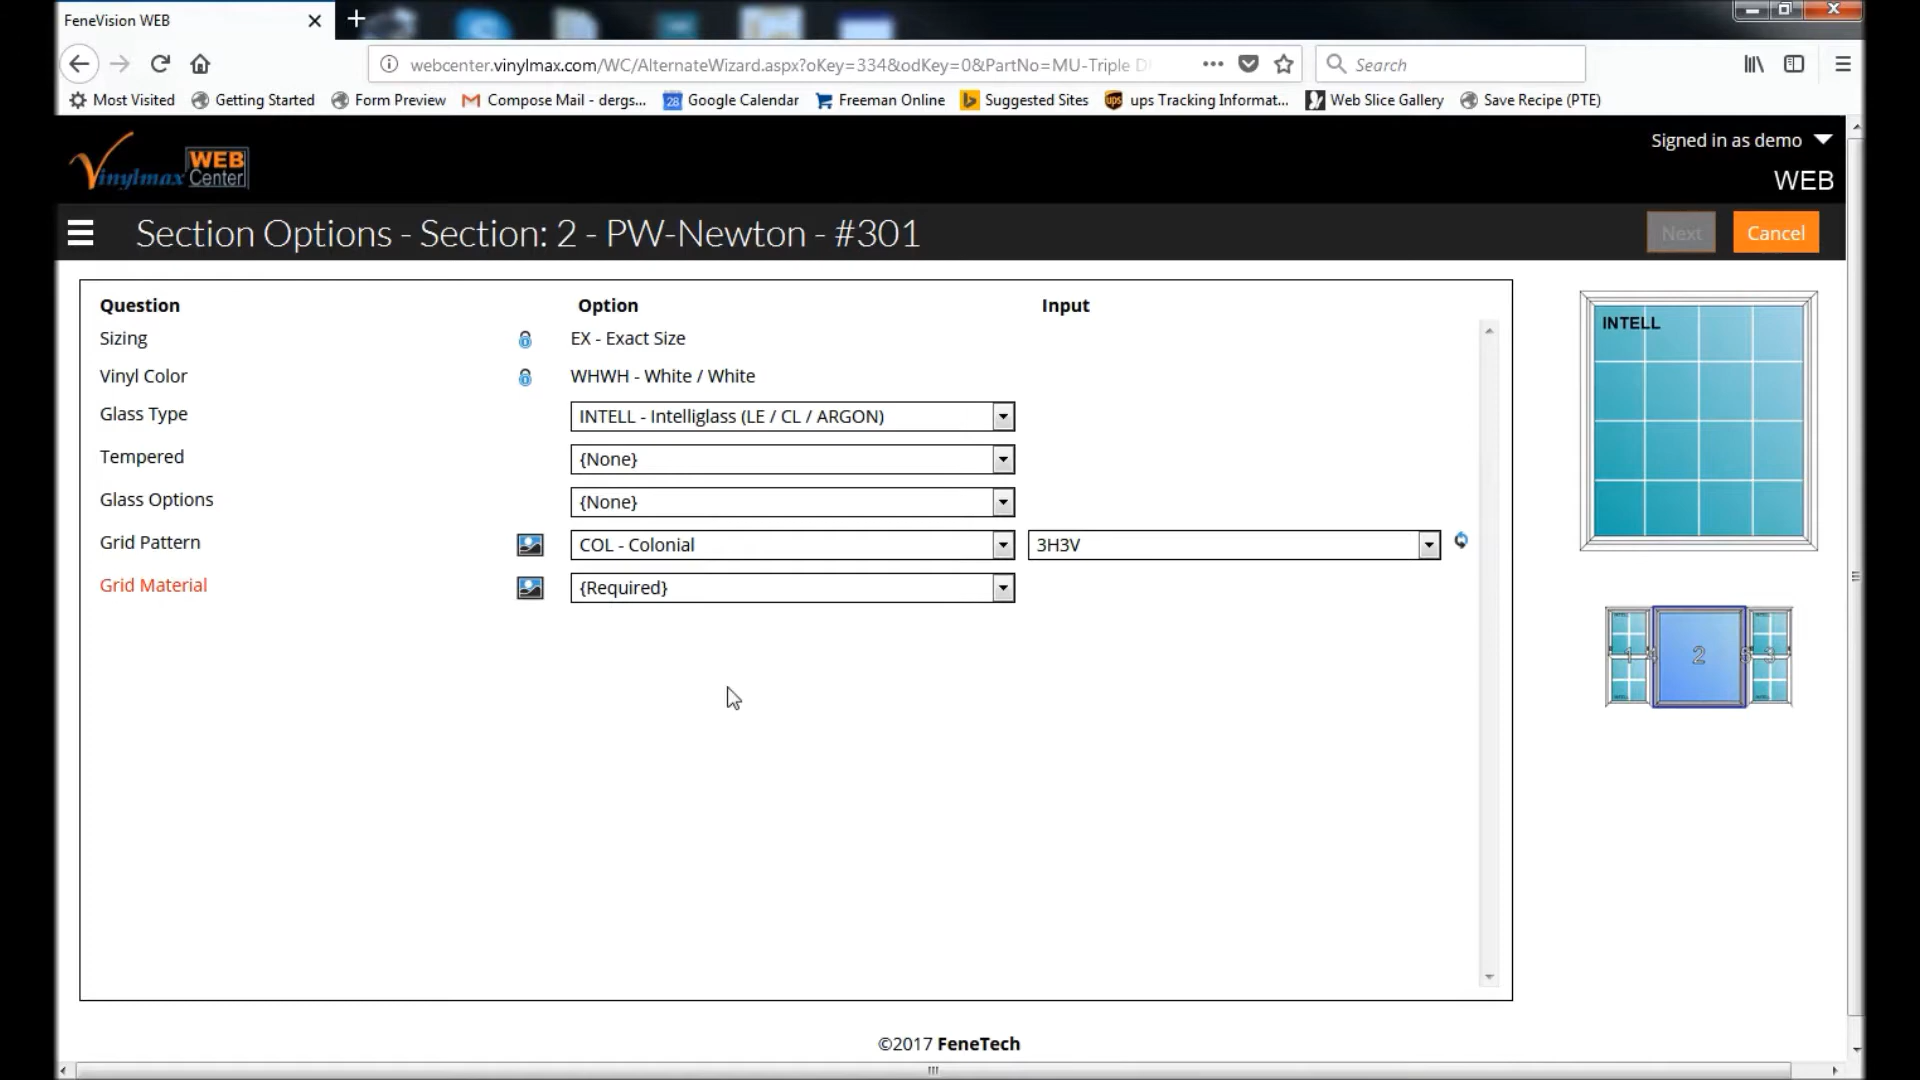 FeneVision WEB
webcenter.vinylmax.com/WC/AlternateWizard.aspx?oKey=334&odKey=0&PartNo=MU-Triple D
Search
Most Visited Getting Started Form Preview Compose Mail - dergs... 28 Google Calendar Freeman Online Suggested Sites ups ups Tracking Informat... Web Slice Gallery Save Recipe (PTE)
Vinylmax WEB Center
Signed in as demo
WEB
Section Options - Section: 2 - PW-Newton - #301
Next Cancel
Question Option Input
Sizing EX - Exact Size
Vinyl Color WHWH - White / White
Glass Type INTELL - Intelliglass (LE / CL / ARGON)
Tempered {None}
Glass Options {None}
Grid Pattern COL - Colonial 3H3V
Grid Material {Required}
INTELL
1 2 3
©2017 FeneTech